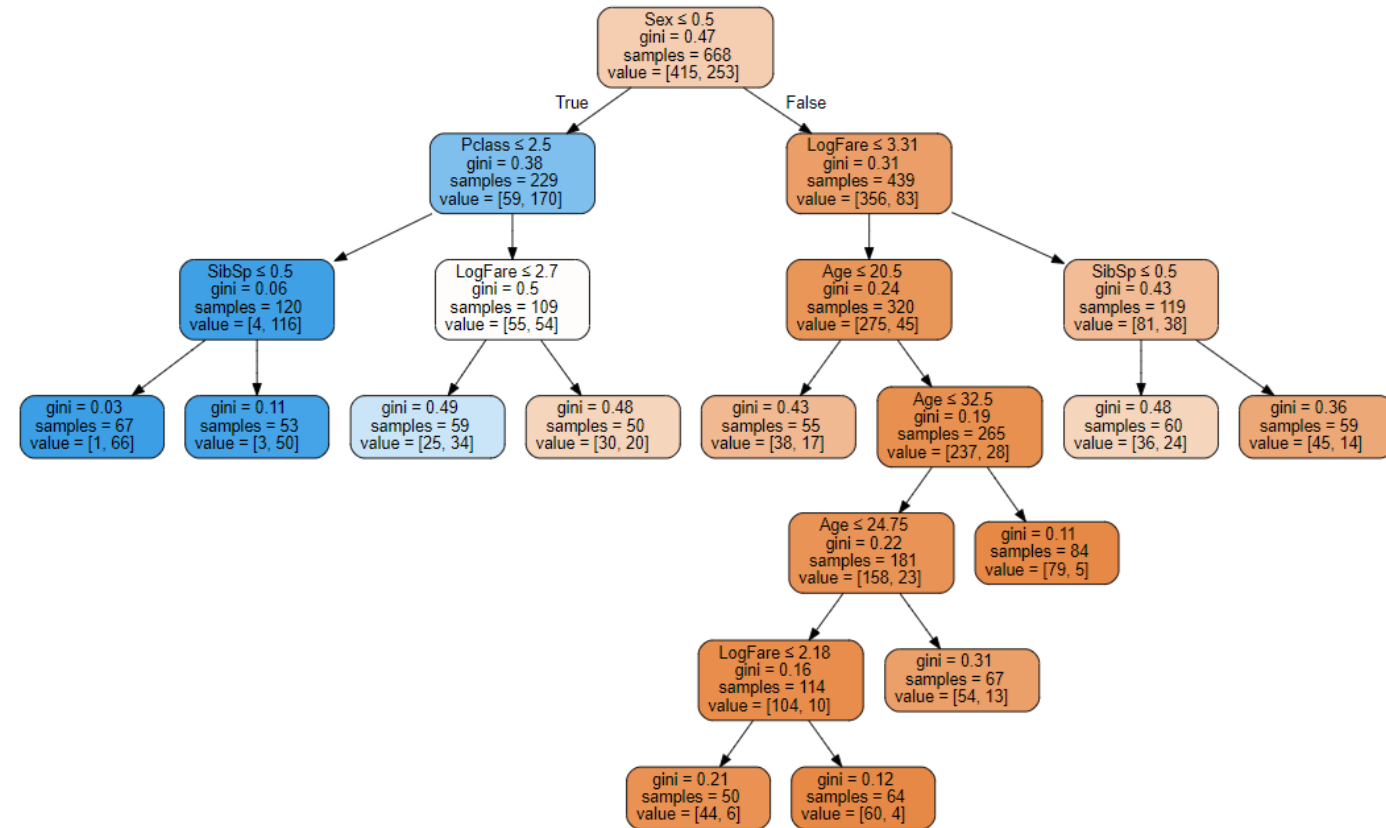 Sex ≤ 0.5
gini = 0.47
samples = 668
value = [415, 253]
True
False
Pclass ≤ 2.5
gini = 0.38
samples = 229
value = [59, 170]
LogFare ≤ 3.31
gini = 0.31
samples = 439
value = [356, 83]
SibSp ≤ 0.5
gini = 0.06
samples = 120
value = [4, 116]
LogFare ≤ 2.7
gini = 0.5
samples = 109
value = [55, 54]
Age ≤ 20.5
gini = 0.24
samples = 320
value = [275, 45]
SibSp ≤ 0.5
gini = 0.43
samples = 119
value = [81, 38]
gini = 0.03
samples = 67
value = [1, 66]
gini = 0.11
samples = 53
value = [3, 50]
gini = 0.49
samples = 59
value = [25, 34]
gini = 0.48
samples = 50
value = [30, 20]
gini = 0.43
samples = 55
value = [38, 17]
Age ≤ 32.5
gini = 0.19
samples = 265
value = [237, 28]
gini = 0.48
samples = 60
value = [36, 24]
gini = 0.36
samples = 59
value = [45, 14]
Age ≤ 24.75
gini = 0.22
samples = 181
value = [158, 23]
gini = 0.11
samples = 84
value = [79, 5]
LogFare ≤ 2.18
gini = 0.16
samples = 114
value = [104, 10]
gini = 0.31
samples = 67
value = [54, 13]
gini = 0.21
samples = 50
value = [44, 6]
gini = 0.12
samples = 64
value = [60, 4]